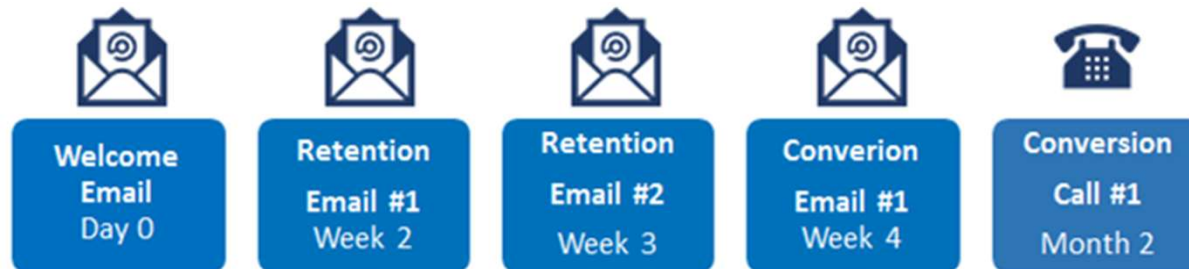 Welcome
Email
Day 0
Retention
Email #1
Week 2
Retention
Email #2
Week 3
Converion
Email #1
Week 4
Conversion
Call #1
Month 2